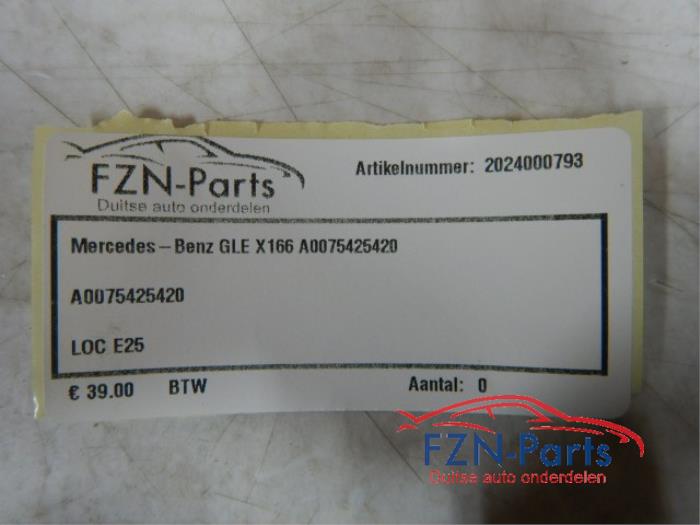 FZN-Parts
Duitse auto onderdelen
Artikelnummer: 2024000793
Mercedes-Benz GLE X166 A0075425420
A0075425420
LOC E25
€ 39.00 BTW Aantal: 0
FZN-Parts
Duitse auto onderdelen